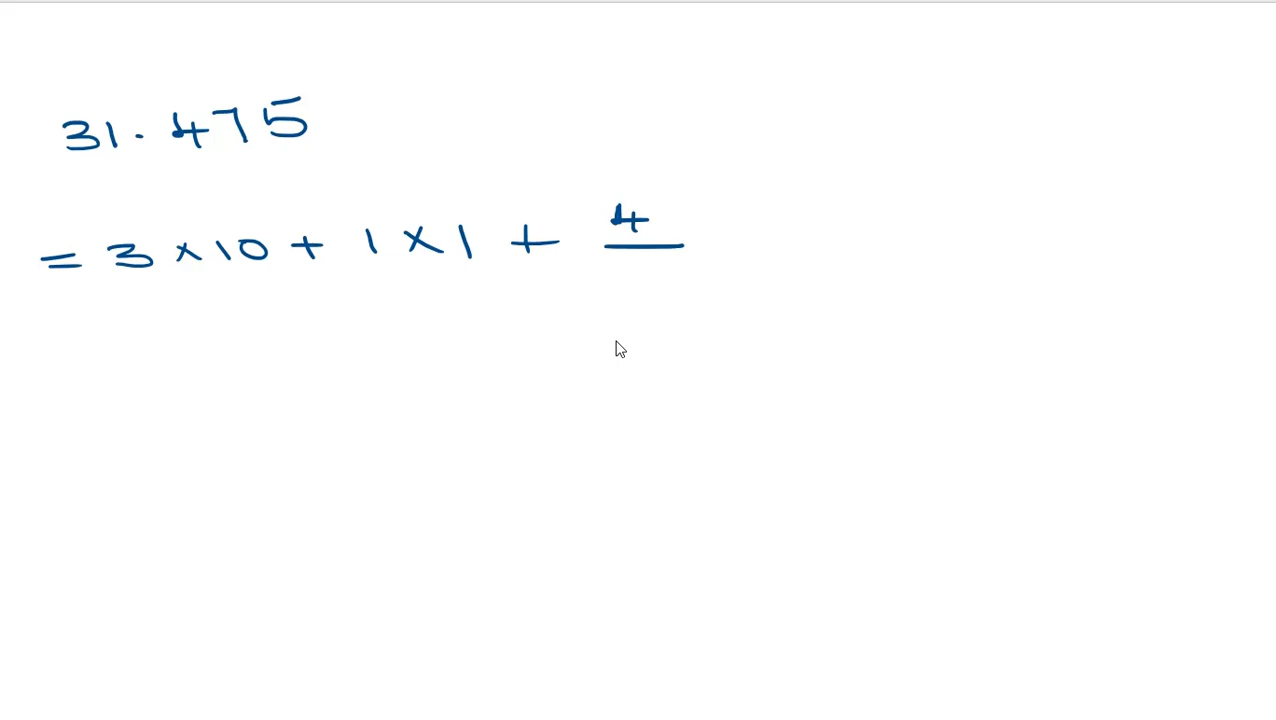 31.475
= 3 × 10 + 1 × 1 + 4/